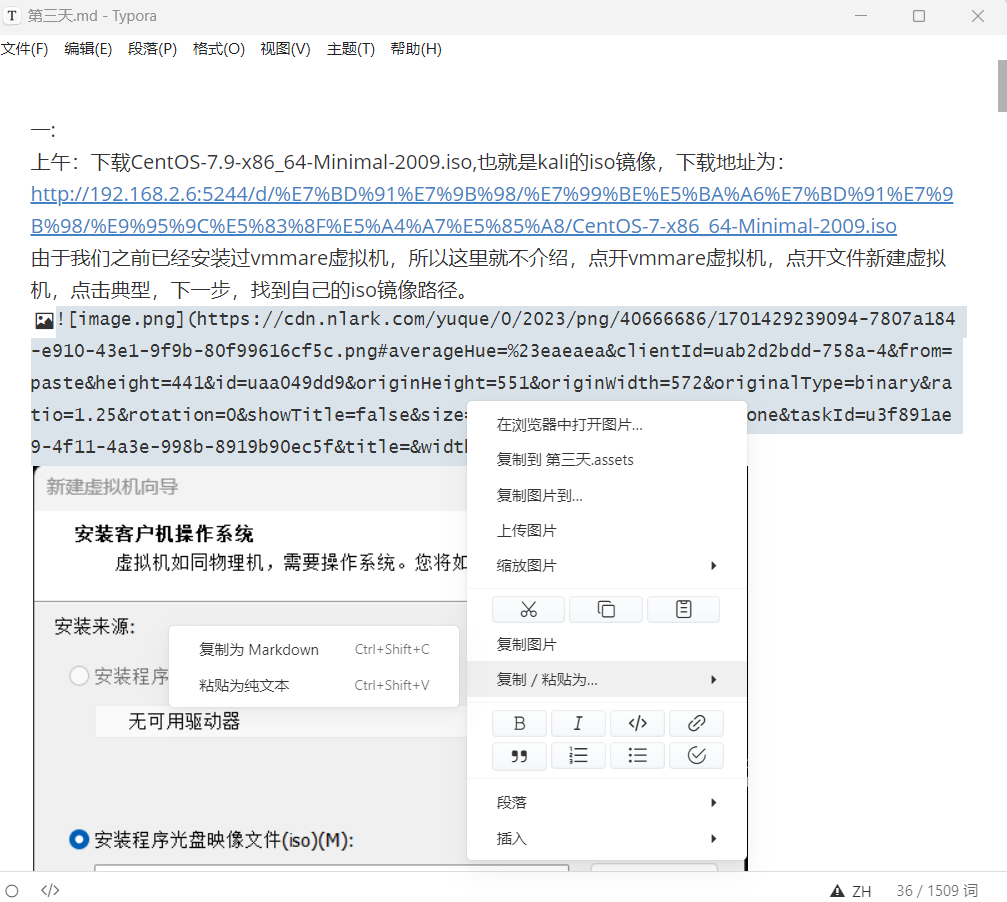 T 第三天.md - Typora
文件(F) 编辑(E) 段落(P) 格式(O) 视图(V) 主题(T) 帮助(H)
一:
上午：下载CentOS-7.9-x86_64-Minimal-2009.iso,也就是kali的iso镜像，下载地址为：
http://192.168.2.6:5244/d/%E7%BD%91%E7%9B%98/%E7%99%BE%E5%BA%A6%E7%BD%91%E7%9
B%98/%E9%95%9C%E5%83%8F%E5%A4%A7%E5%85%A8/CentOS-7-x86_64-Minimal-2009.iso
由于我们之前已经安装过vmmare虚拟机，所以这里就不介绍，点开vmmare虚拟机，点开文件新建虚拟
机，点击典型，下一步，找到自己的iso镜像路径。
![image.png](https://cdn.nlark.com/yuque/0/2023/png/40666686/1701429239094-7807a184
-e910-43e1-9f9b-80f99616cf5c.png#averageHue=%23eaeaea&clientId=uab2d2bdd-758a-4&from=
paste&height=441&id=uaa049dd9&originHeight=551&originWidth=572&originalType=binary&ra
tio=1.25&rotation=0&showTitle=false&size= one&taskId=u3f891ae
9-4f11-4a3e-998b-8919b90ec5f&title=&widt
新建虚拟机向导
安装客户机操作系统
虚拟机如同物理机，需要操作系统。您将如
安装来源:
安装程序
无可用驱动器
安装程序光盘映像文件(iso)(M):
复制为 Markdown Ctrl+Shift+C
粘贴为纯文本 Ctrl+Shift+V
在浏览器中打开图片...
复制到 第三天.assets
复制图片到...
上传图片
缩放图片
复制图片
复制 / 粘贴为...
B I </>
段落
插入
</> ZH 36 / 1509 词